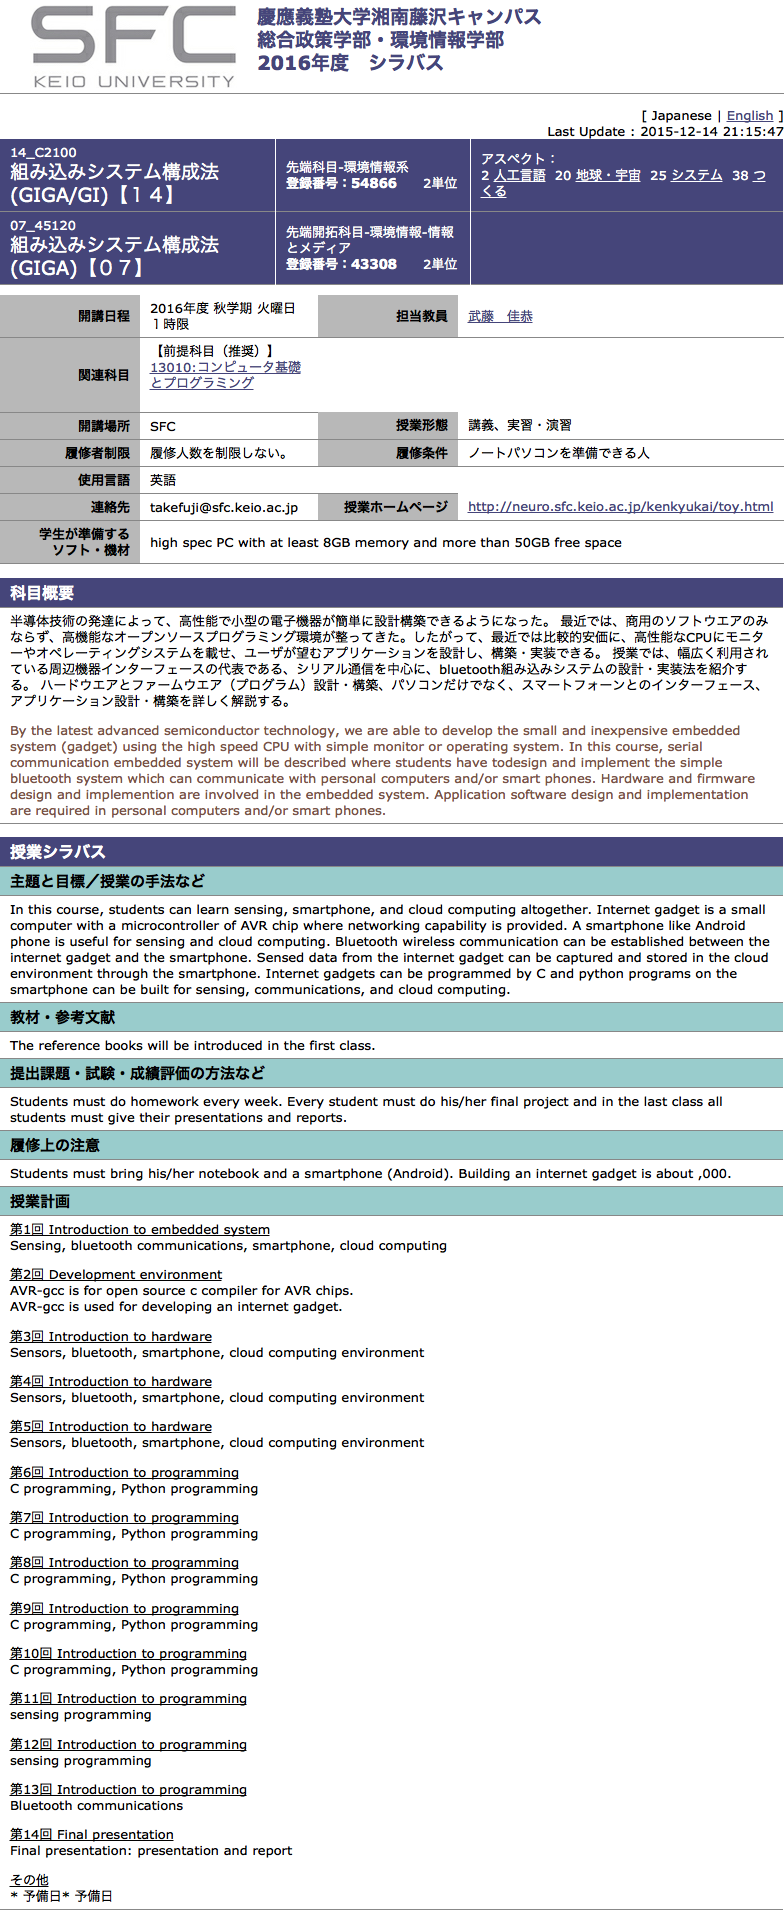 SFC
KEIO UNIVERSITY
慶應義塾大学湘南藤沢キャンパス
総合政策学部・環境情報学部
2016年度　シラバス
[ Japanese | English ]
Last Update : 2015-12-14 21:15:47
14_C2100
組み込みシステム構成法
(GIGA/GI)【１４】
先端科目-環境情報系
登録番号：54866 2単位
アスペクト：
2 人工言語 20 地球・宇宙 25 システム 38 つ
くる
07_45120
組み込みシステム構成法
(GIGA)【０７】
先端開拓科目-環境情報-情報
とメディア
登録番号：43308 2単位
開講日程
2016年度 秋学期 火曜日
１時限
担当教員
武藤　佳恭
関連科目
【前提科目（推奨）】
13010:コンピュータ基礎
とプログラミング
開講場所 SFC 授業形態 講義、実習・演習
履修者制限 履修人数を制限しない。 履修条件 ノートパソコンを準備できる人
使用言語 英語
連絡先 takefuji@sfc.keio.ac.jp 授業ホームページ http://neuro.sfc.keio.ac.jp/kenkyukai/toy.html
学生が準備する
ソフト・機材
high spec PC with at least 8GB memory and more than 50GB free space
科目概要
半導体技術の発達によって、高性能で小型の電子機器が簡単に設計構築できるようになった。 最近では、商用のソフトウエアのみ
ならず、高機能なオープンソースプログラミング環境が整ってきた。したがって、最近では比較的安価に、高性能なCPUにモニタ
ーやオペレーティングシステムを載せ、ユーザが望むアプリケーションを設計し、構築・実装できる。 授業では、幅広く利用され
ている周辺機器インターフェースの代表である、シリアル通信を中心に、bluetooth組み込みシステムの設計・実装法を紹介す
る。 ハードウエアとファームウエア（プログラム）設計・構築、パソコンだけでなく、スマートフォーンとのインターフェース、
アプリケーション設計・構築を詳しく解説する。
By the latest advanced semiconductor technology, we are able to develop the small and inexpensive embedded
system (gadget) using the high speed CPU with simple monitor or operating system. In this course, serial
communication embedded system will be described where students have todesign and implement the simple
bluetooth system which can communicate with personal computers and/or smart phones. Hardware and firmware
design and implemention are involved in the embedded system. Application software design and implementation
are required in personal computers and/or smart phones.
授業シラバス
主題と目標／授業の手法など
In this course, students can learn sensing, smartphone, and cloud computing altogether. Internet gadget is a small
computer with a microcontroller of AVR chip where networking capability is provided. A smartphone like Android
phone is useful for sensing and cloud computing. Bluetooth wireless communication can be established between the
internet gadget and the smartphone. Sensed data from the internet gadget can be captured and stored in the cloud
environment through the smartphone. Internet gadgets can be programmed by C and python programs on the
smartphone can be built for sensing, communications, and cloud computing.
教材・参考文献
The reference books will be introduced in the first class.
提出課題・試験・成績評価の方法など
Students must do homework every week. Every student must do his/her final project and in the last class all
students must give their presentations and reports.
履修上の注意
Students must bring his/her notebook and a smartphone (Android). Building an internet gadget is about ,000.
授業計画
第1回 Introduction to embedded system
Sensing, bluetooth communications, smartphone, cloud computing
第2回 Development environment
AVR-gcc is for open source c compiler for AVR chips.
AVR-gcc is used for developing an internet gadget.
第3回 Introduction to hardware
Sensors, bluetooth, smartphone, cloud computing environment
第4回 Introduction to hardware
Sensors, bluetooth, smartphone, cloud computing environment
第5回 Introduction to hardware
Sensors, bluetooth, smartphone, cloud computing environment
第6回 Introduction to programming
C programming, Python programming
第7回 Introduction to programming
C programming, Python programming
第8回 Introduction to programming
C programming, Python programming
第9回 Introduction to programming
C programming, Python programming
第10回 Introduction to programming
C programming, Python programming
第11回 Introduction to programming
sensing programming
第12回 Introduction to programming
sensing programming
第13回 Introduction to programming
Bluetooth communications
第14回 Final presentation
Final presentation: presentation and report
その他
* 予備日* 予備日